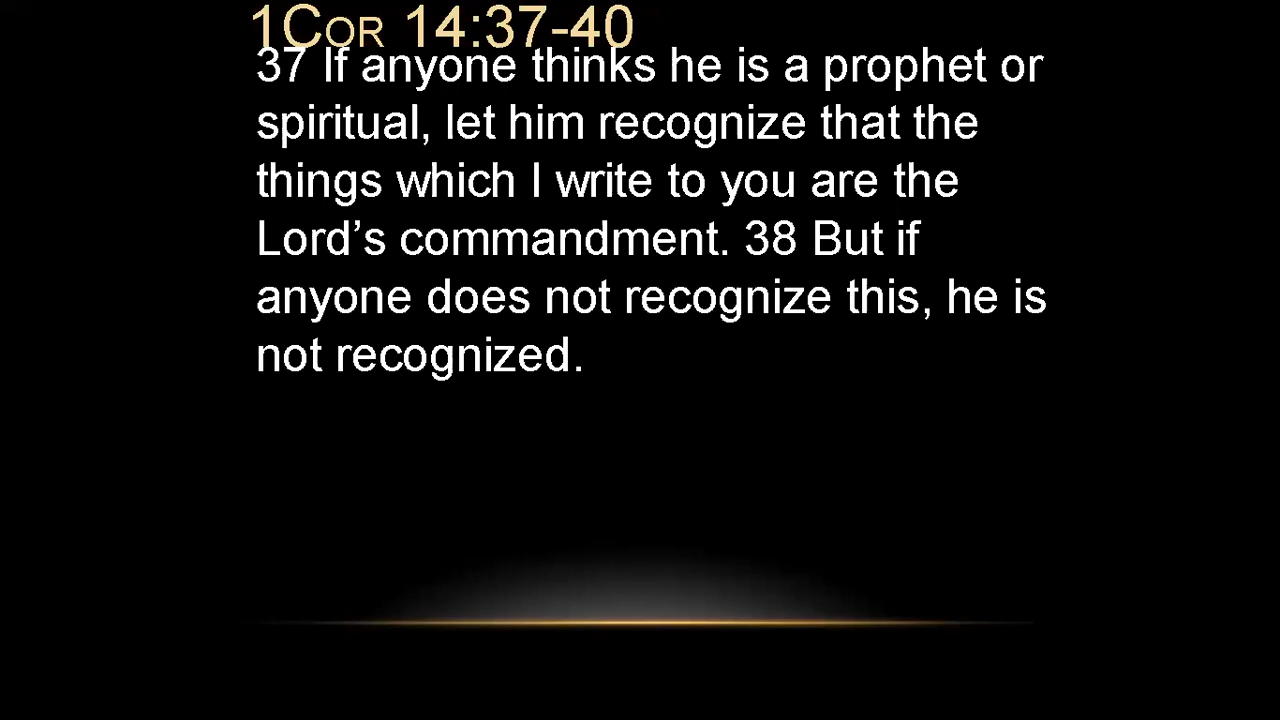 1Cor 14:37-40
37 If anyone thinks he is a prophet or
spiritual, let him recognize that the
things which I write to you are the
Lord’s commandment. 38 But if
anyone does not recognize this, he is
not recognized.